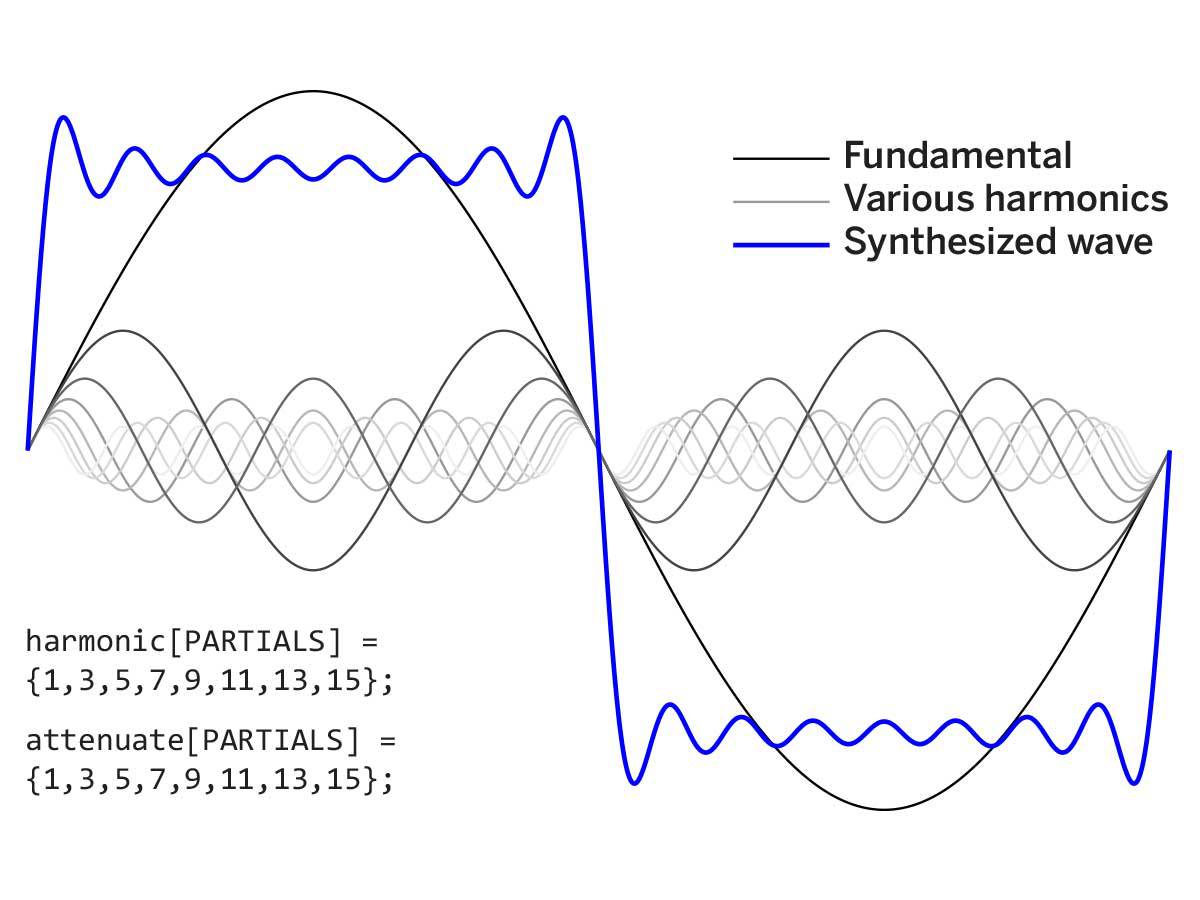 Fundamental
Various harmonics
Synthesized wave
harmonic[PARTIALS] =
{1,3,5,7,9,11,13,15};
attenuate[PARTIALS] =
{1,3,5,7,9,11,13,15};